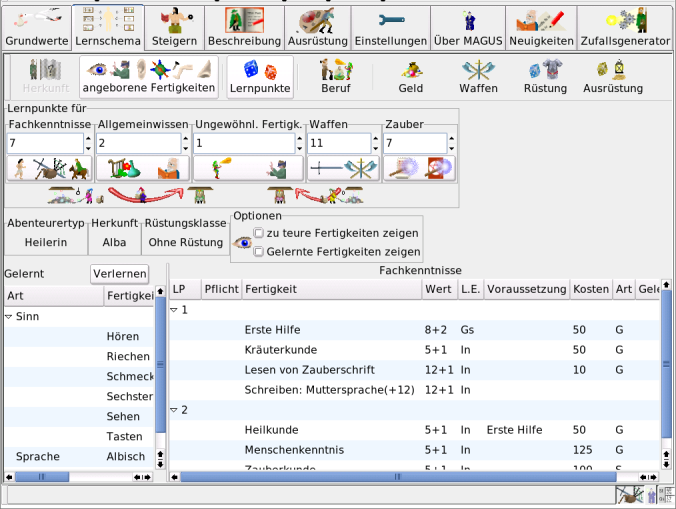 Grundwerte Lernschema Steigern Beschreibung Ausrüstung Einstellungen Über MAGUS Neuigkeiten Zufallsgenerator
Herkunft angeborene Fertigkeiten Lernpunkte Beruf Geld Waffen Rüstung Ausrüstung
Lernpunkte für
Fachkenntnisse Allgemeinwissen Ungewöhnl. Fertigk. Waffen Zauber
7 2 1 11 7
Abenteurertyp Herkunft Rüstungsklasse Optionen
Heilerin Alba Ohne Rüstung
zu teure Fertigkeiten zeigen
Gelernte Fertigkeiten zeigen
Gelernt Verlernen
Art Fertigkei
Sinn
Hören
Riechen
Schmeck
Sechster
Sehen
Tasten
Sprache Albisch
Fachkenntnisse
LP Pflicht Fertigkeit Wert L.E. Voraussetzung Kosten Art Gele
1
Erste Hilfe 8+2 Gs 50 G
Kräuterkunde 5+1 In 50 G
Lesen von Zauberschrift 12+1 In 10 G
Schreiben: Muttersprache(+12) 12+1 In
2
Heilkunde 5+1 In Erste Hilfe 50 G
Menschenkenntnis 5+1 In 125 G
Zauberkunde 5+1 In 100 S